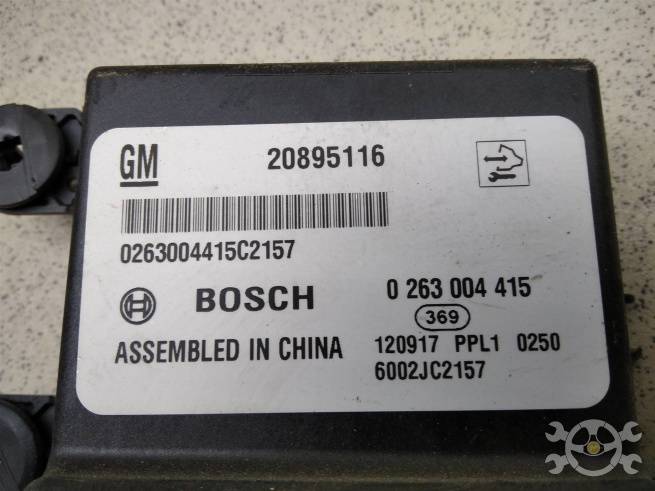 GM 20895116
0263004415C2157
BOSCH 0 263 004 415
369
ASSEMBLED IN CHINA 120917 PPL1 0250
6002JC2157